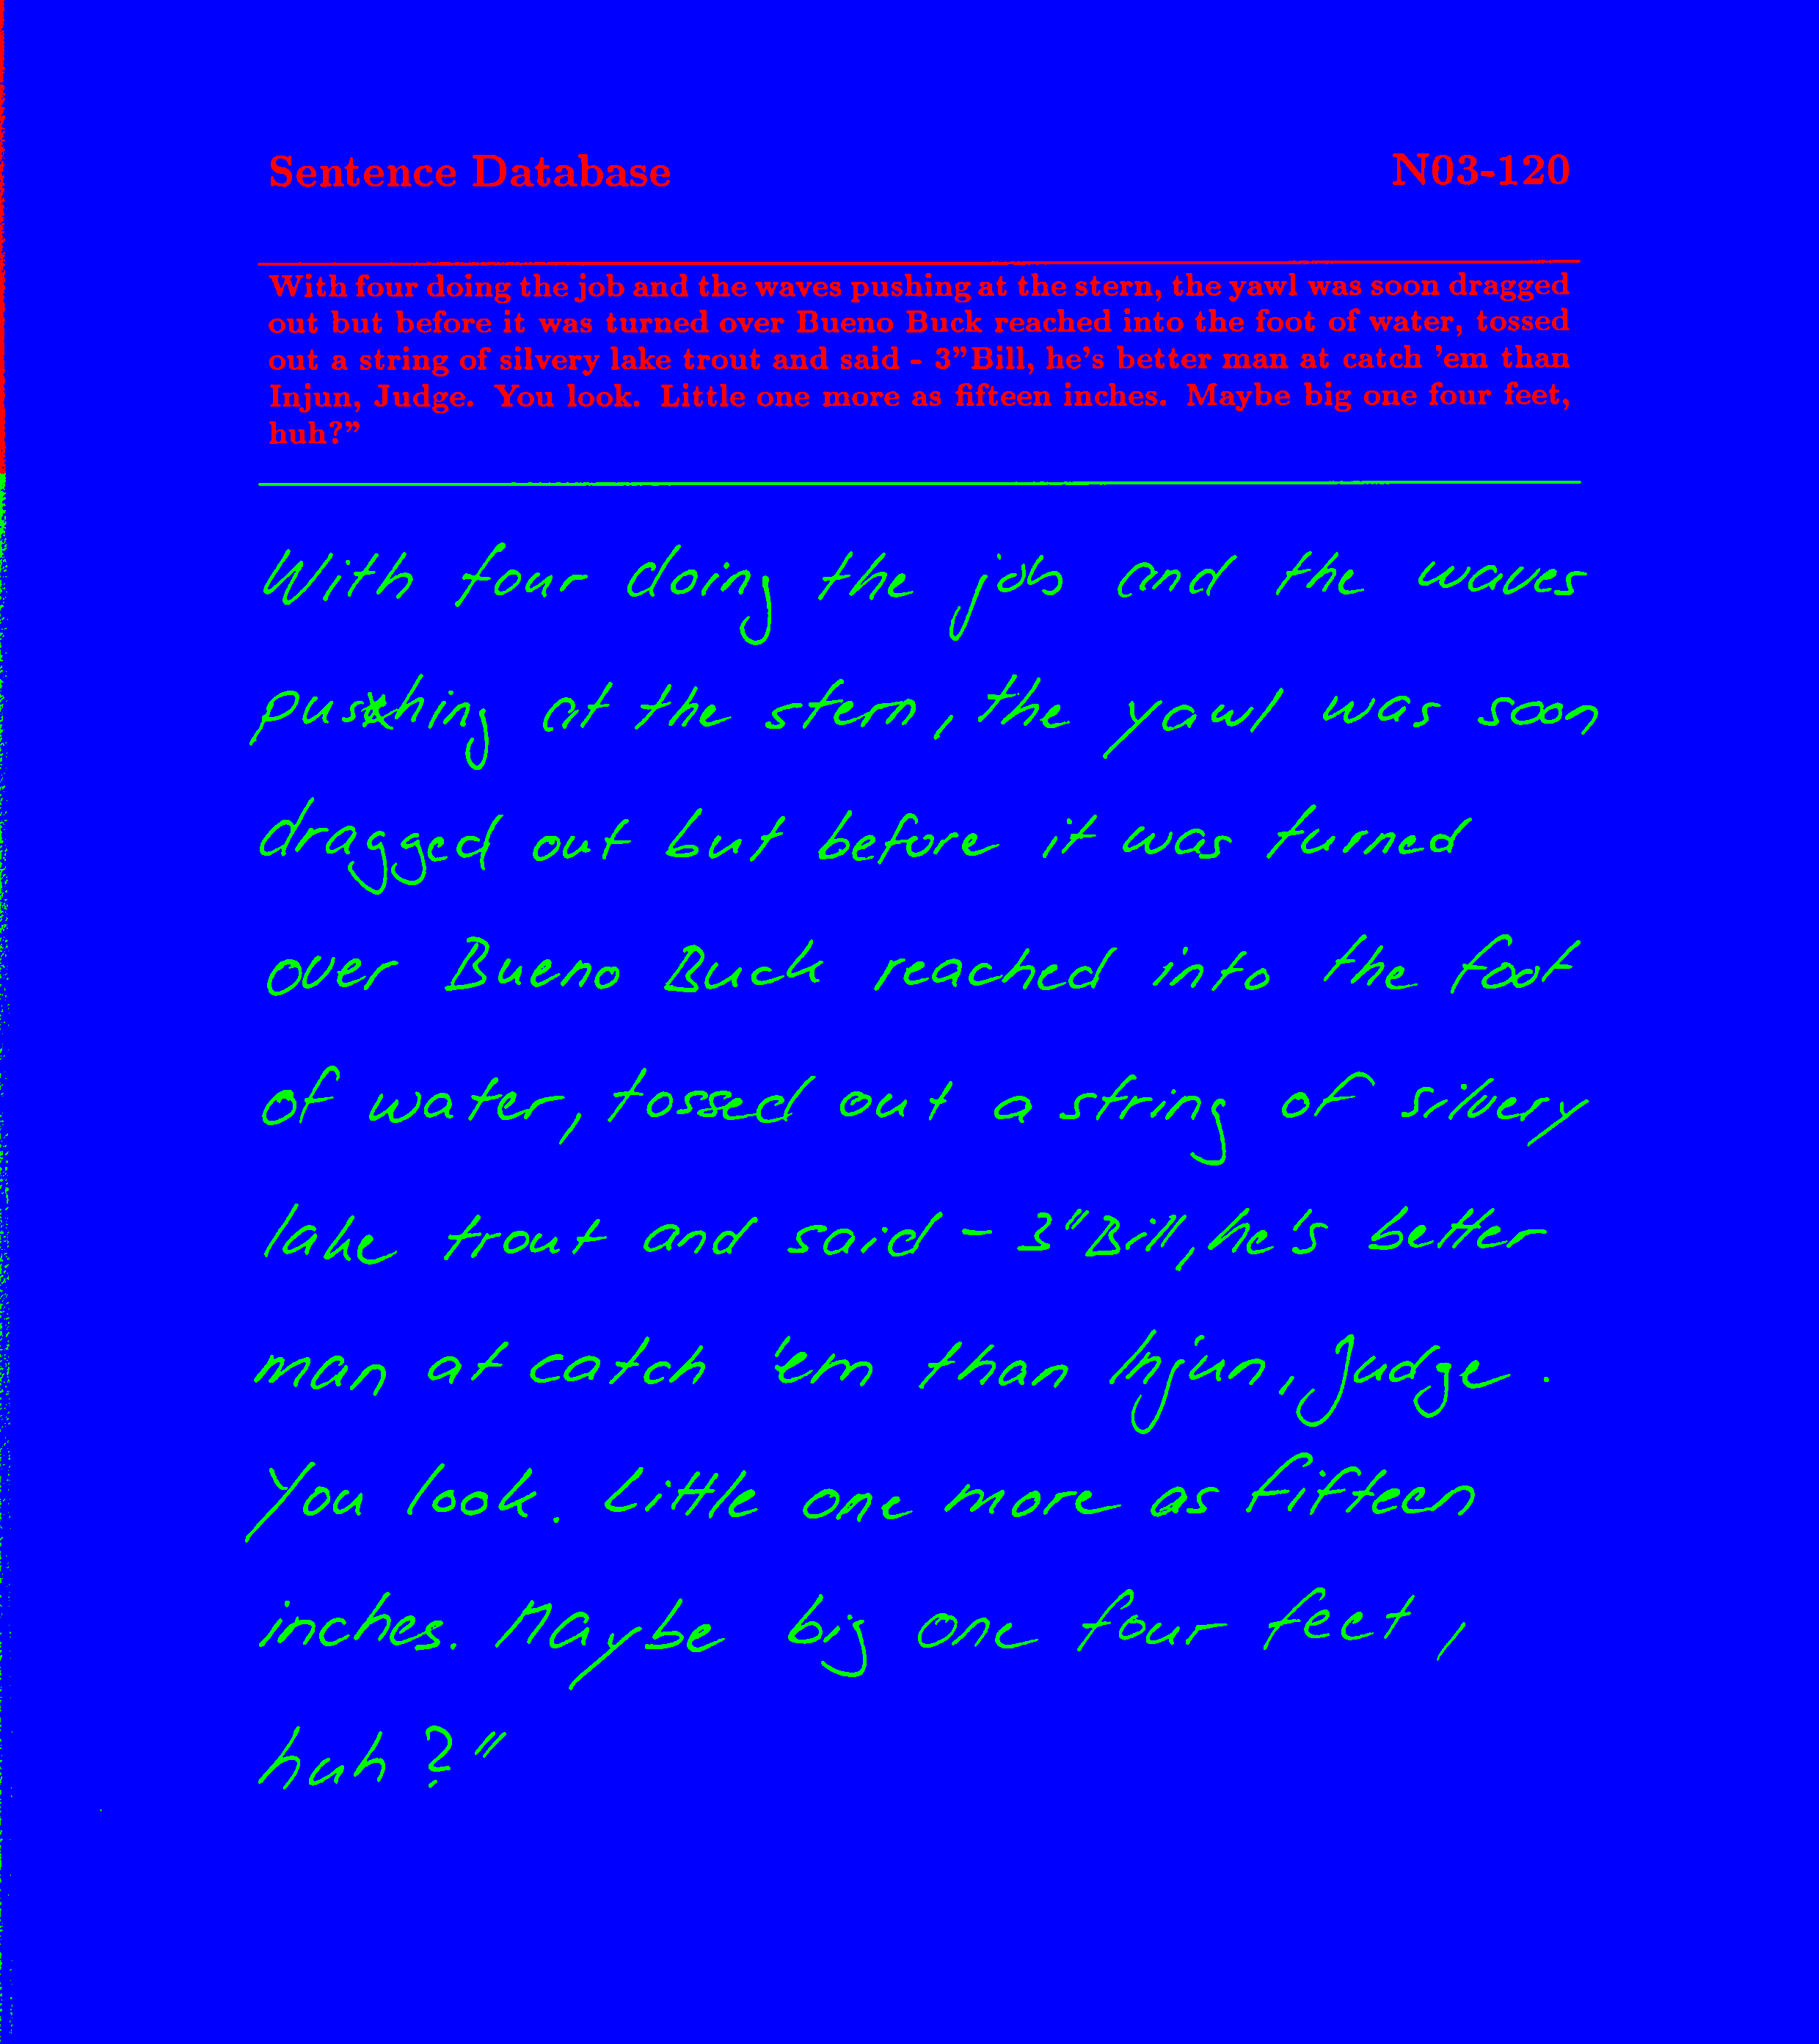 Sentence Database N03-120
With four doing the job and the waves pushing at the stern, the yawl was soon dragged
out but before it was turned over Bueno Buck reached into the foot of water, tossed
out a string of silvery lake trout and said - 3"Bill, he's better man at catch 'em than
Injun, Judge. You look. Little one more as fifteen inches. Maybe big one four feet,
huh?"
With four doing the job and the waves
pushing at the stern, the yawl was soon
dragged out but before it was turned
over Bueno Buck reached into the foot
of water, tossed out a string of silvery
lake trout and said - 3"Bill, he's better
man at catch 'em than Injun, Judge.
You look. Little one more as fifteen
inches. Maybe big one four feet,
huh?"